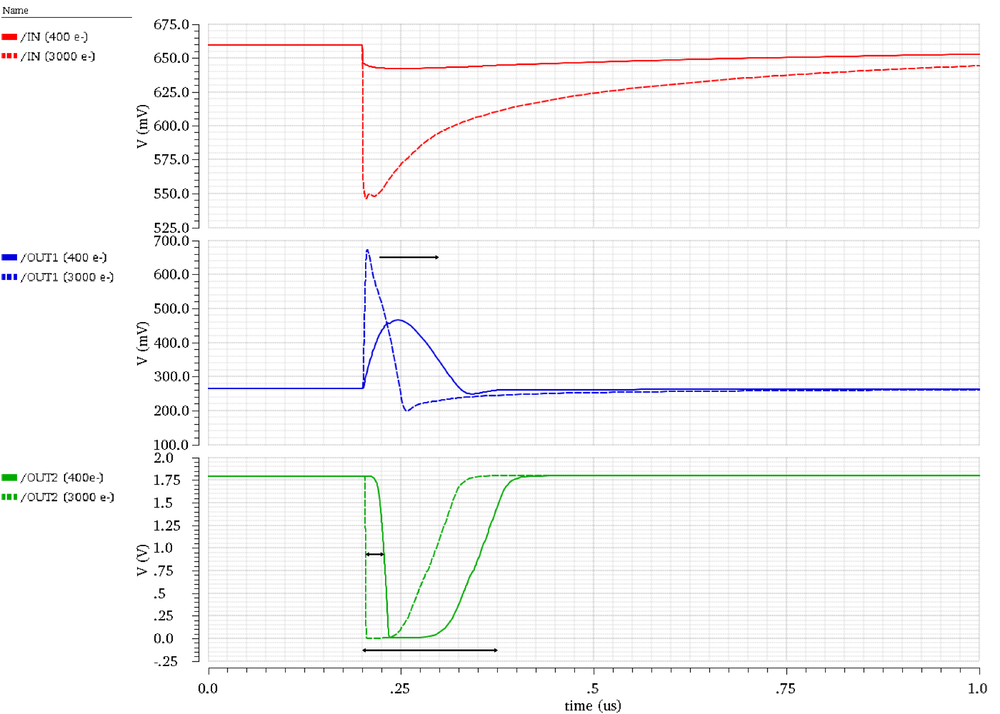 Name
/IN (400 e-)
/IN (3000 e-)
675.0
650.0
625.0
600.0
575.0
550.0
525.0
V (mV)
/OUT1 (400 e-)
/OUT1 (3000 e-)
700.0
600.0
500.0
400.0
300.0
200.0
100.0
V (mV)
/OUT2 (400e-)
/OUT2 (3000 e-)
2.0
1.75
1.5
1.25
1.0
.75
.5
.25
0.0
-.25
V (V)
0.0 .25 .5 .75 1.0
time (us)